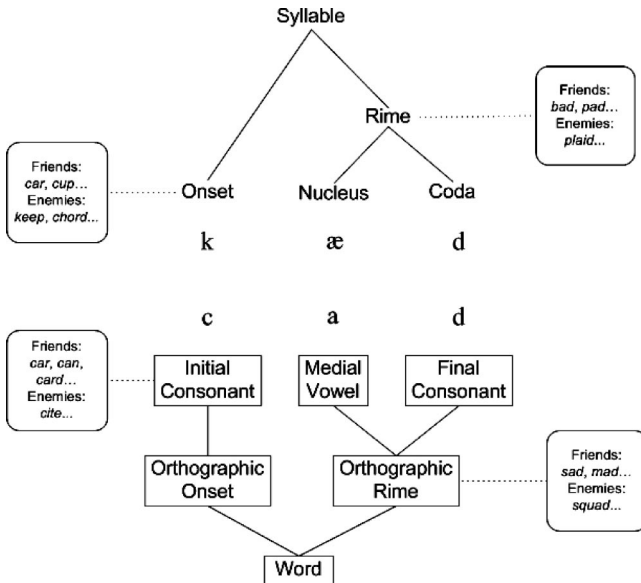 Syllable
Rime
Friends:
bad, pad...
Enemies:
plaid...
Friends:
car, cup...
Enemies:
keep, chord...
Onset
Nucleus
Coda
k æ d
c a d
Friends:
car, can,
card...
Enemies:
cite...
Initial
Consonant
Medial
Vowel
Final
Consonant
Orthographic
Onset
Orthographic
Rime
Friends:
sad, mad...
Enemies:
squad...
Word